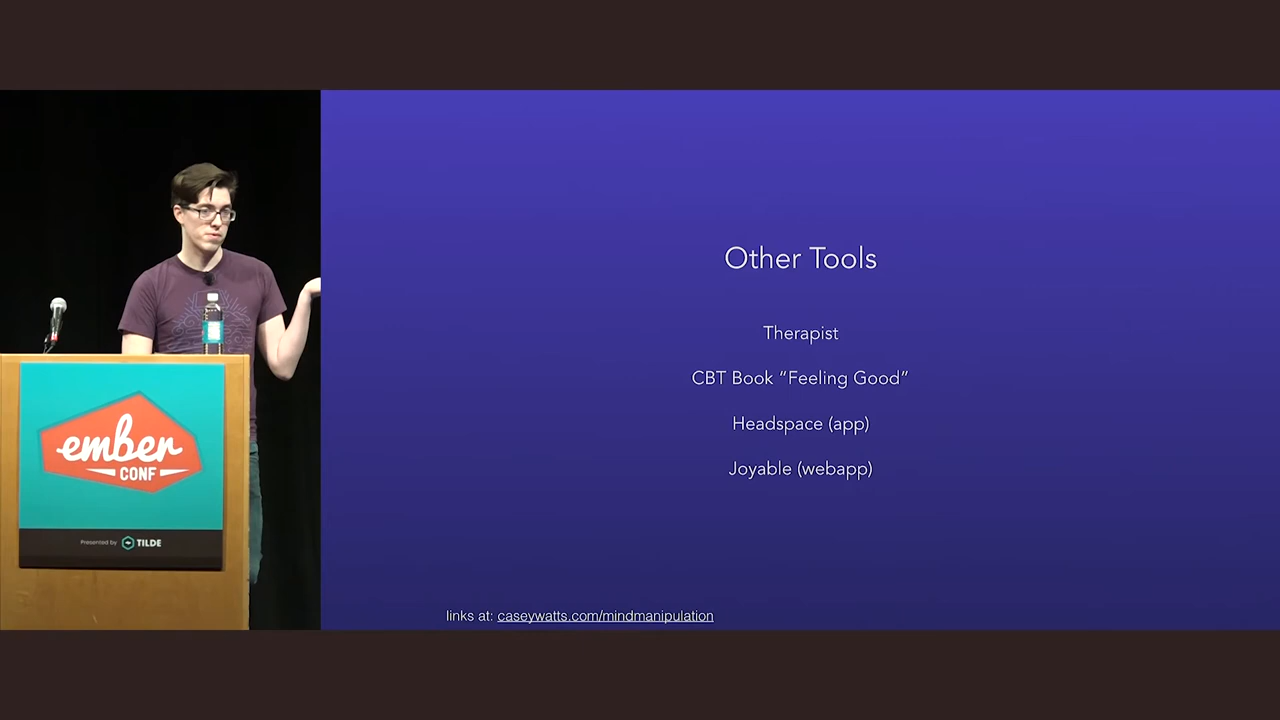 Other Tools
Therapist
CBT Book “Feeling Good”
Headspace (app)
Joyable (webapp)
links at: caseywatts.com/mindmanipulation
ember
CONF
Presented by TILDE